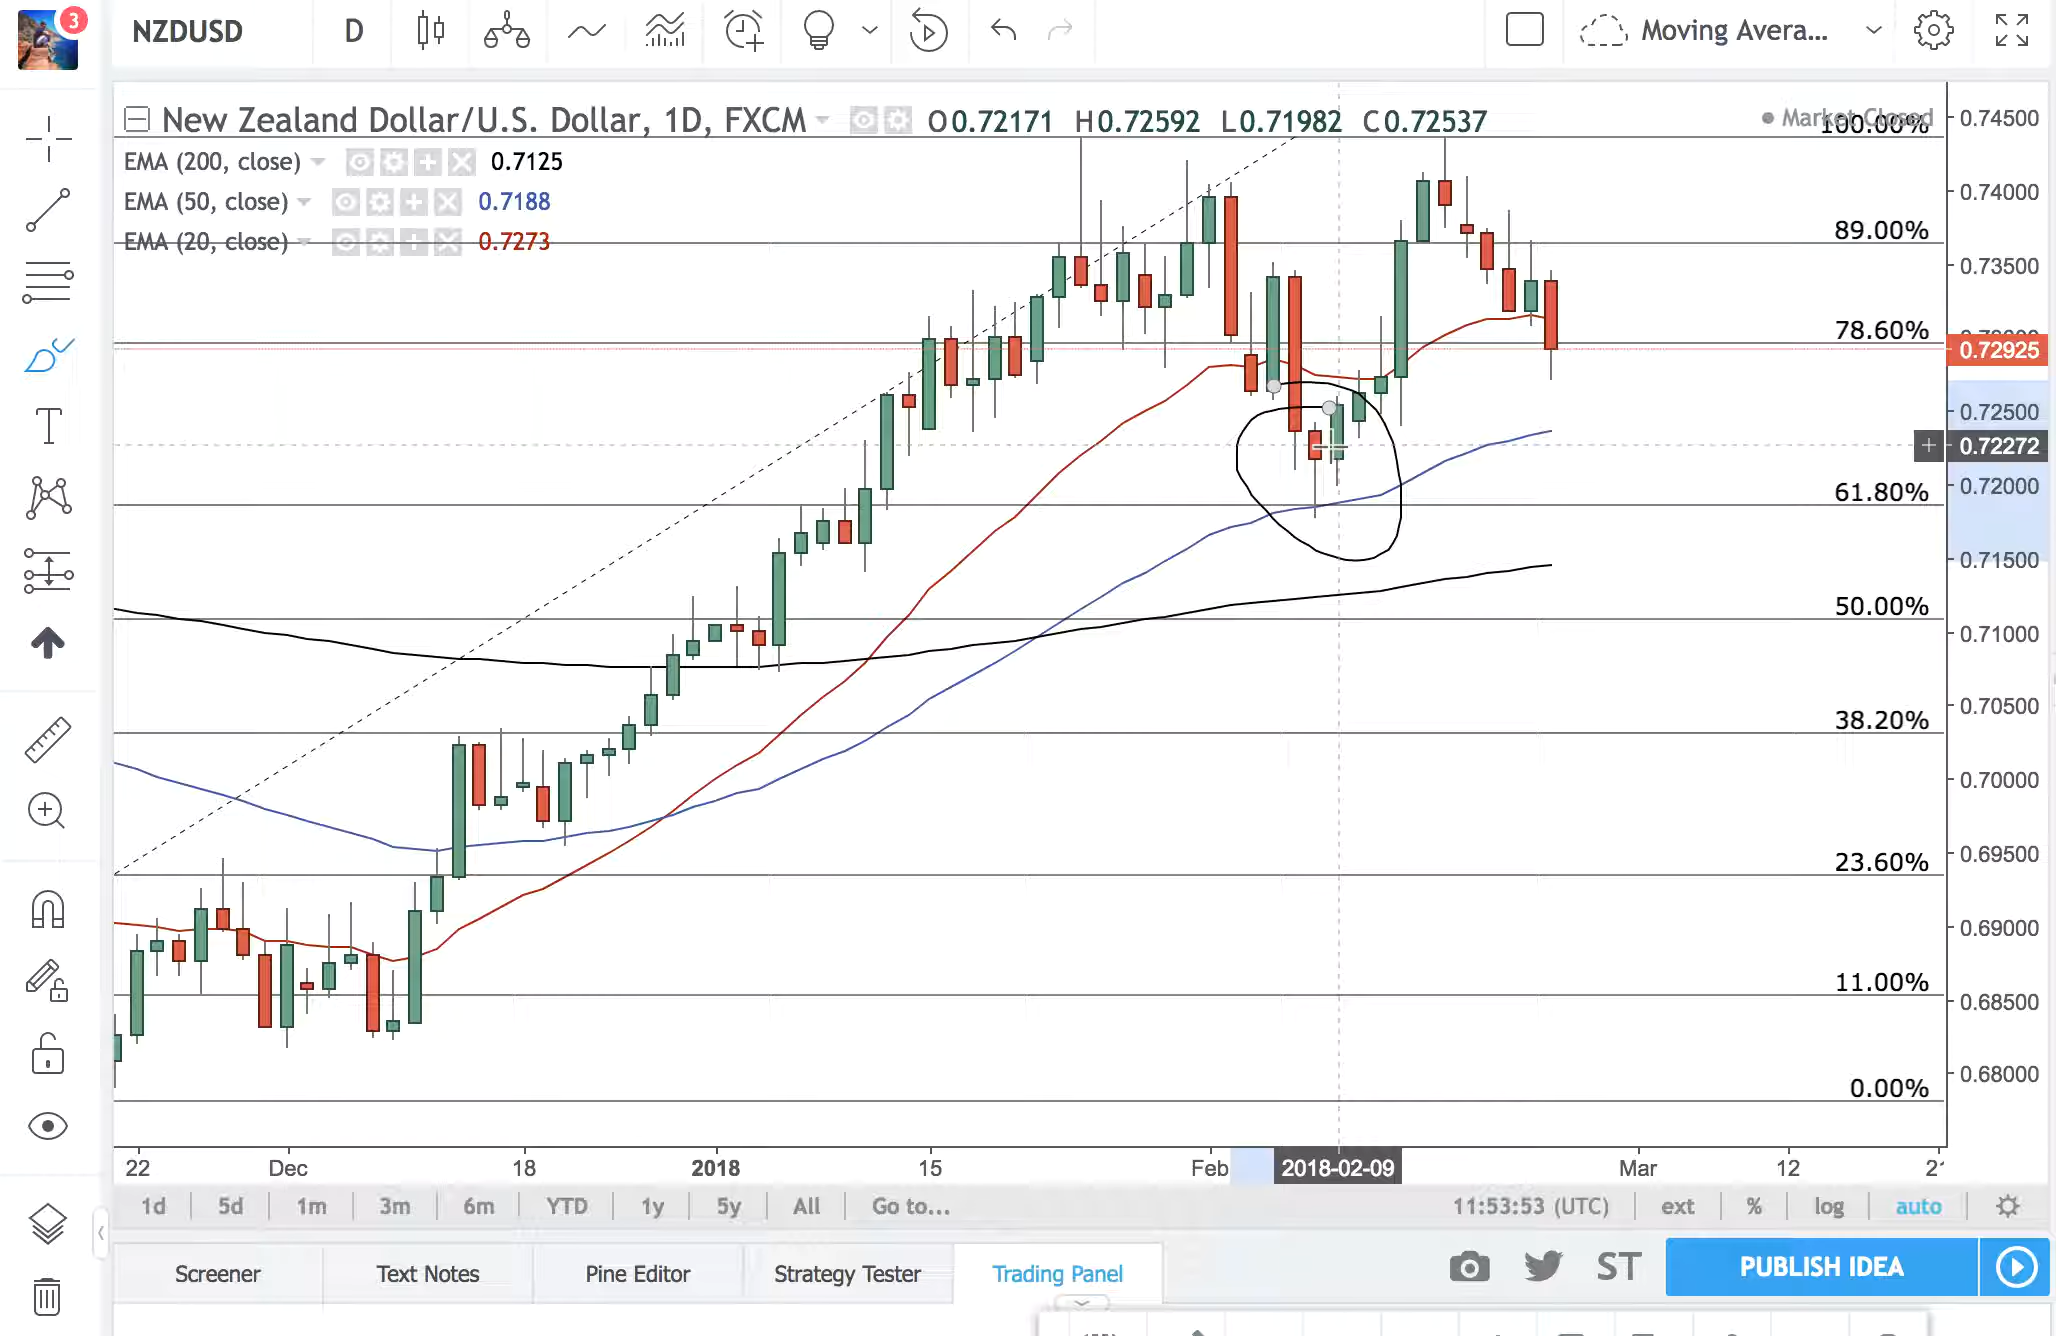 3
NZDUSD
D
Moving Avera...
New Zealand Dollar/U.S. Dollar, 1D, FXCM
O0.72171 H0.72592 L0.71982 C0.72537
Market Closed
EMA (200, close) 0.7125
EMA (50, close) 0.7188
EMA (20, close) 0.7273
100.00%
89.00%
78.60%
61.80%
50.00%
38.20%
23.60%
11.00%
0.00%
0.74500
0.74000
0.73500
0.72925
0.72500
0.72272
0.72000
0.71500
0.71000
0.70500
0.70000
0.69500
0.69000
0.68500
0.68000
22 Dec 18 2018 15 Feb 2018-02-09 Mar 12
1d 5d 1m 3m 6m YTD 1y 5y All Go to... 11:53:53 (UTC) ext % log auto
Screener Text Notes Pine Editor Strategy Tester Trading Panel ST PUBLISH IDEA